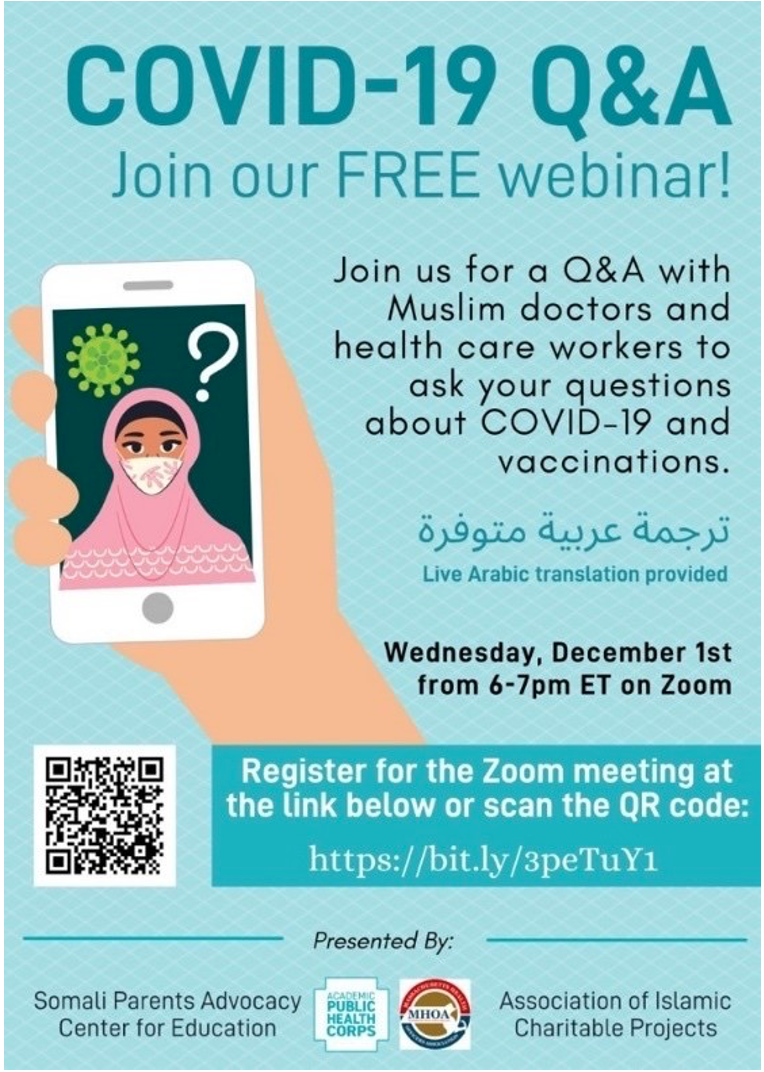 COVID-19 Q&A
Join our FREE webinar!
?
Join us for a Q&A with
Muslim doctors and
health care workers to
ask your questions
about COVID-19 and
vaccinations.
ترجمة عربية متوفرة
Live Arabic translation provided
Wednesday, December 1st
from 6-7pm ET on Zoom
Register for the Zoom meeting at
the link below or scan the QR code:
https://bit.ly/3peTuY1
Presented By:
Somali Parents Advocacy
Center for Education
ACADEMIC
PUBLIC
HEALTH
CORPS
MASSACHUSETTS HEALTH
MHOA
OFFICERS ASSOCIATION
Association of Islamic
Charitable Projects